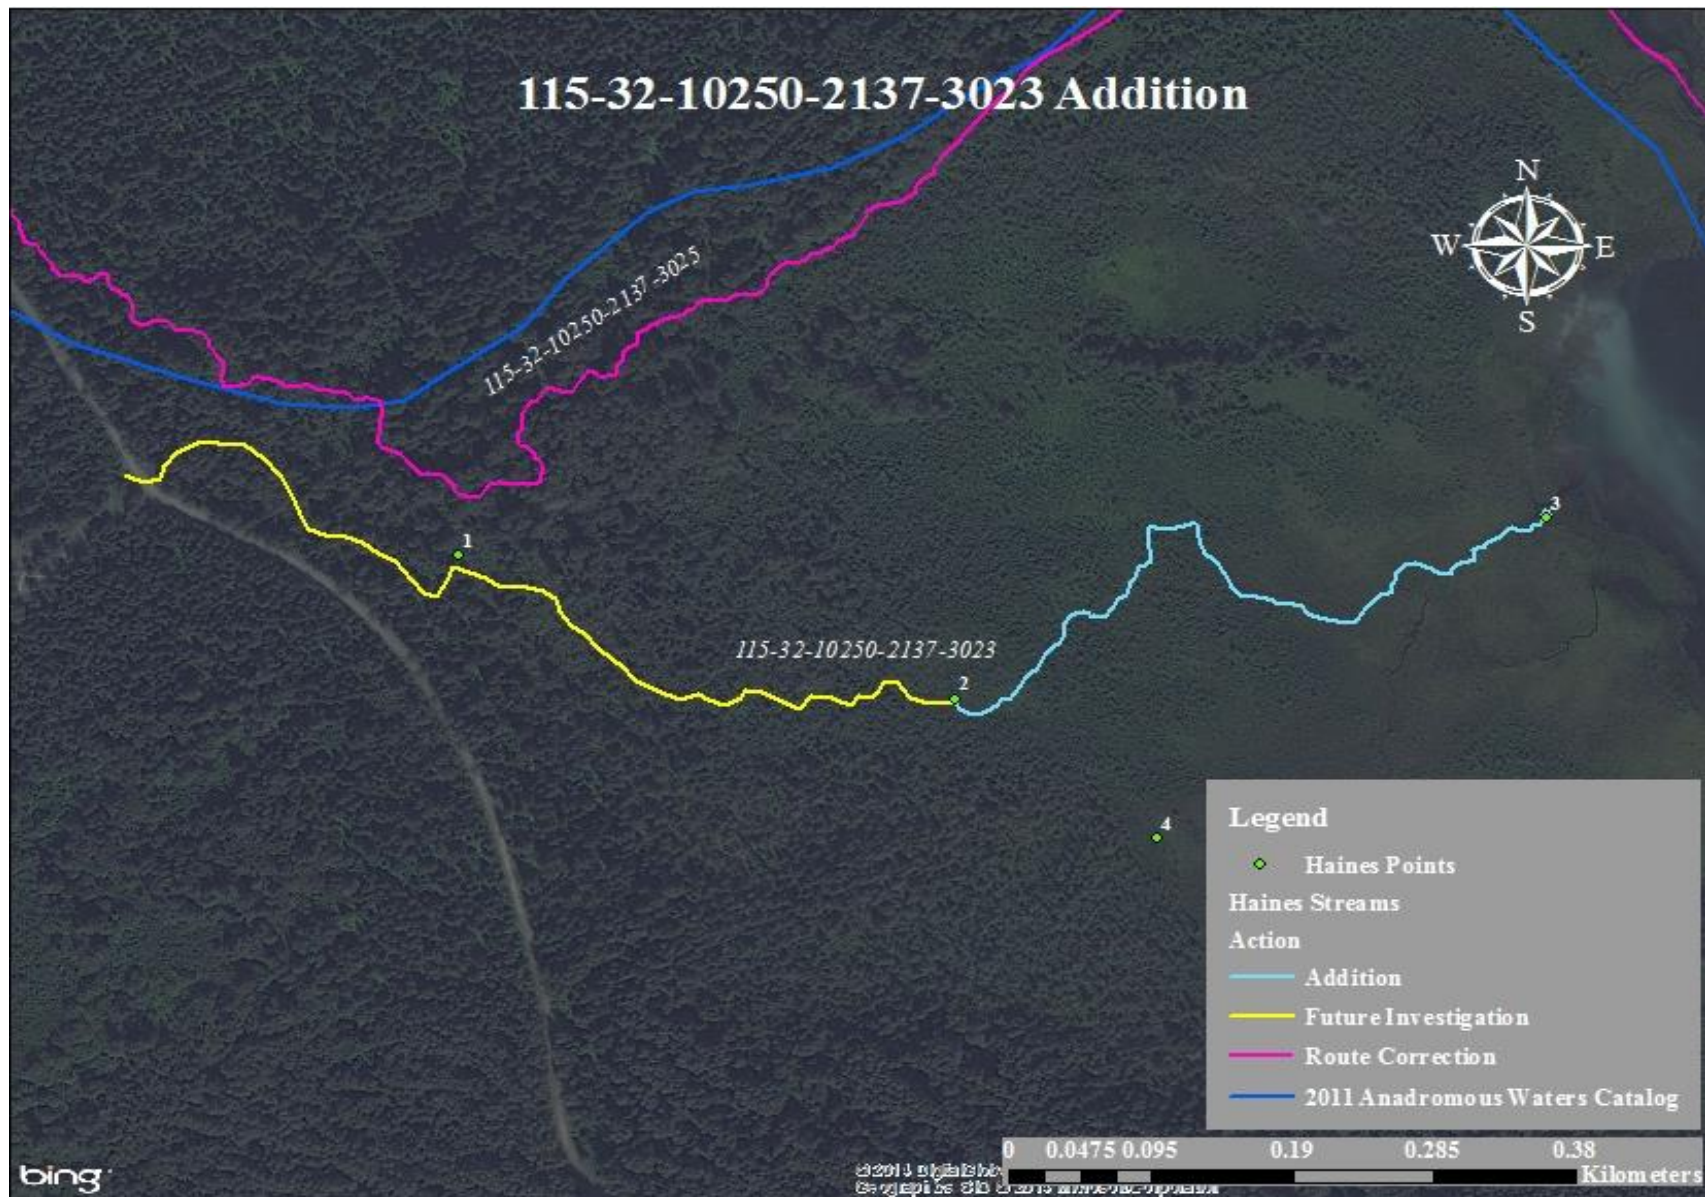 115-32-10250-2137-3023 Addition
N
W E
S
115-32-10250-2137-3025
1
3
115-32-10250-2137-3023
2
4
Legend
Haines Points
Haines Streams
Action
Addition
Future Investigation
Route Correction
2011 Anadromous Waters Catalog
0 0.0475 0.095 0.19 0.285 0.38
Kilometers
bing